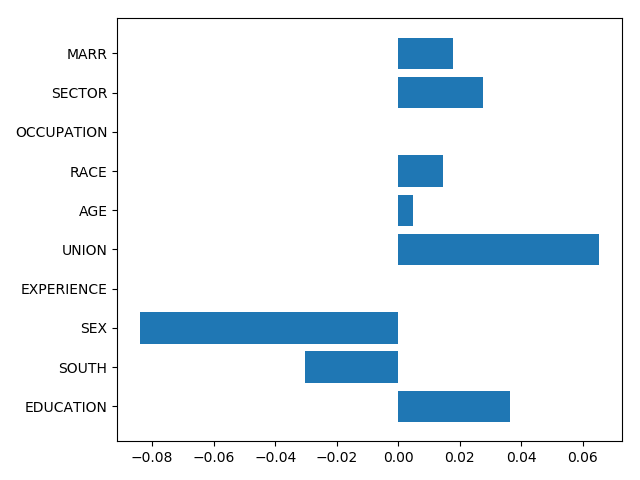 MARR
SECTOR
OCCUPATION
RACE
AGE
UNION
EXPERIENCE
SEX
SOUTH
EDUCATION
−0.08 −0.06 −0.04 −0.02 0.00 0.02 0.04 0.06